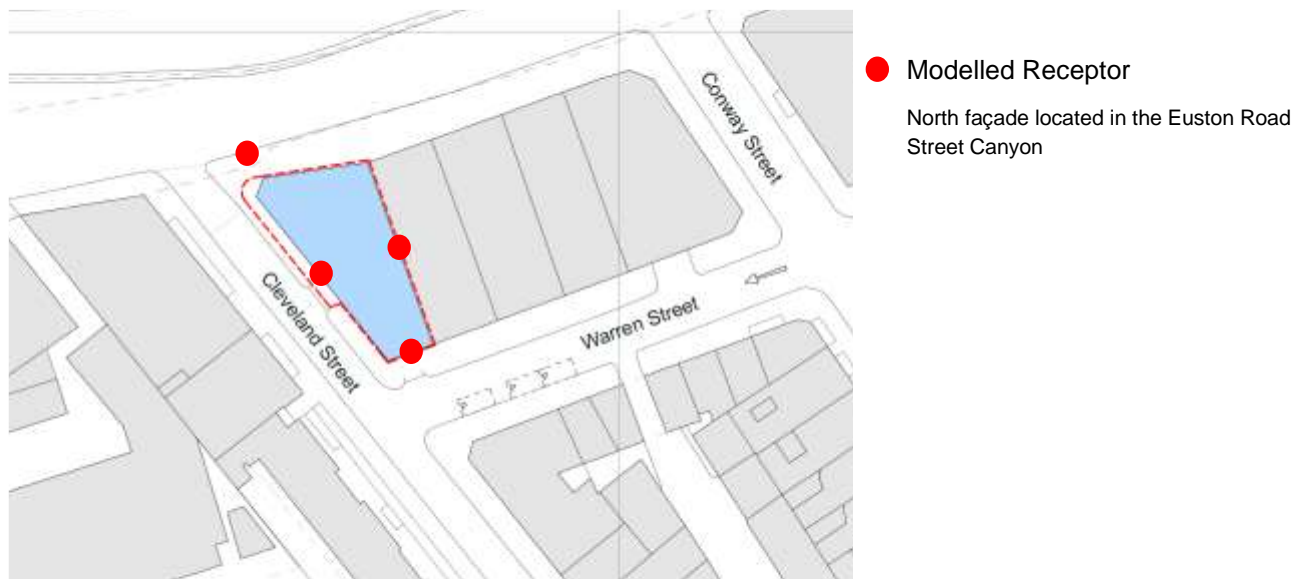 Modelled Receptor
North façade located in the Euston Road
Street Canyon
Conway Street
Cleveland Street
Warren Street